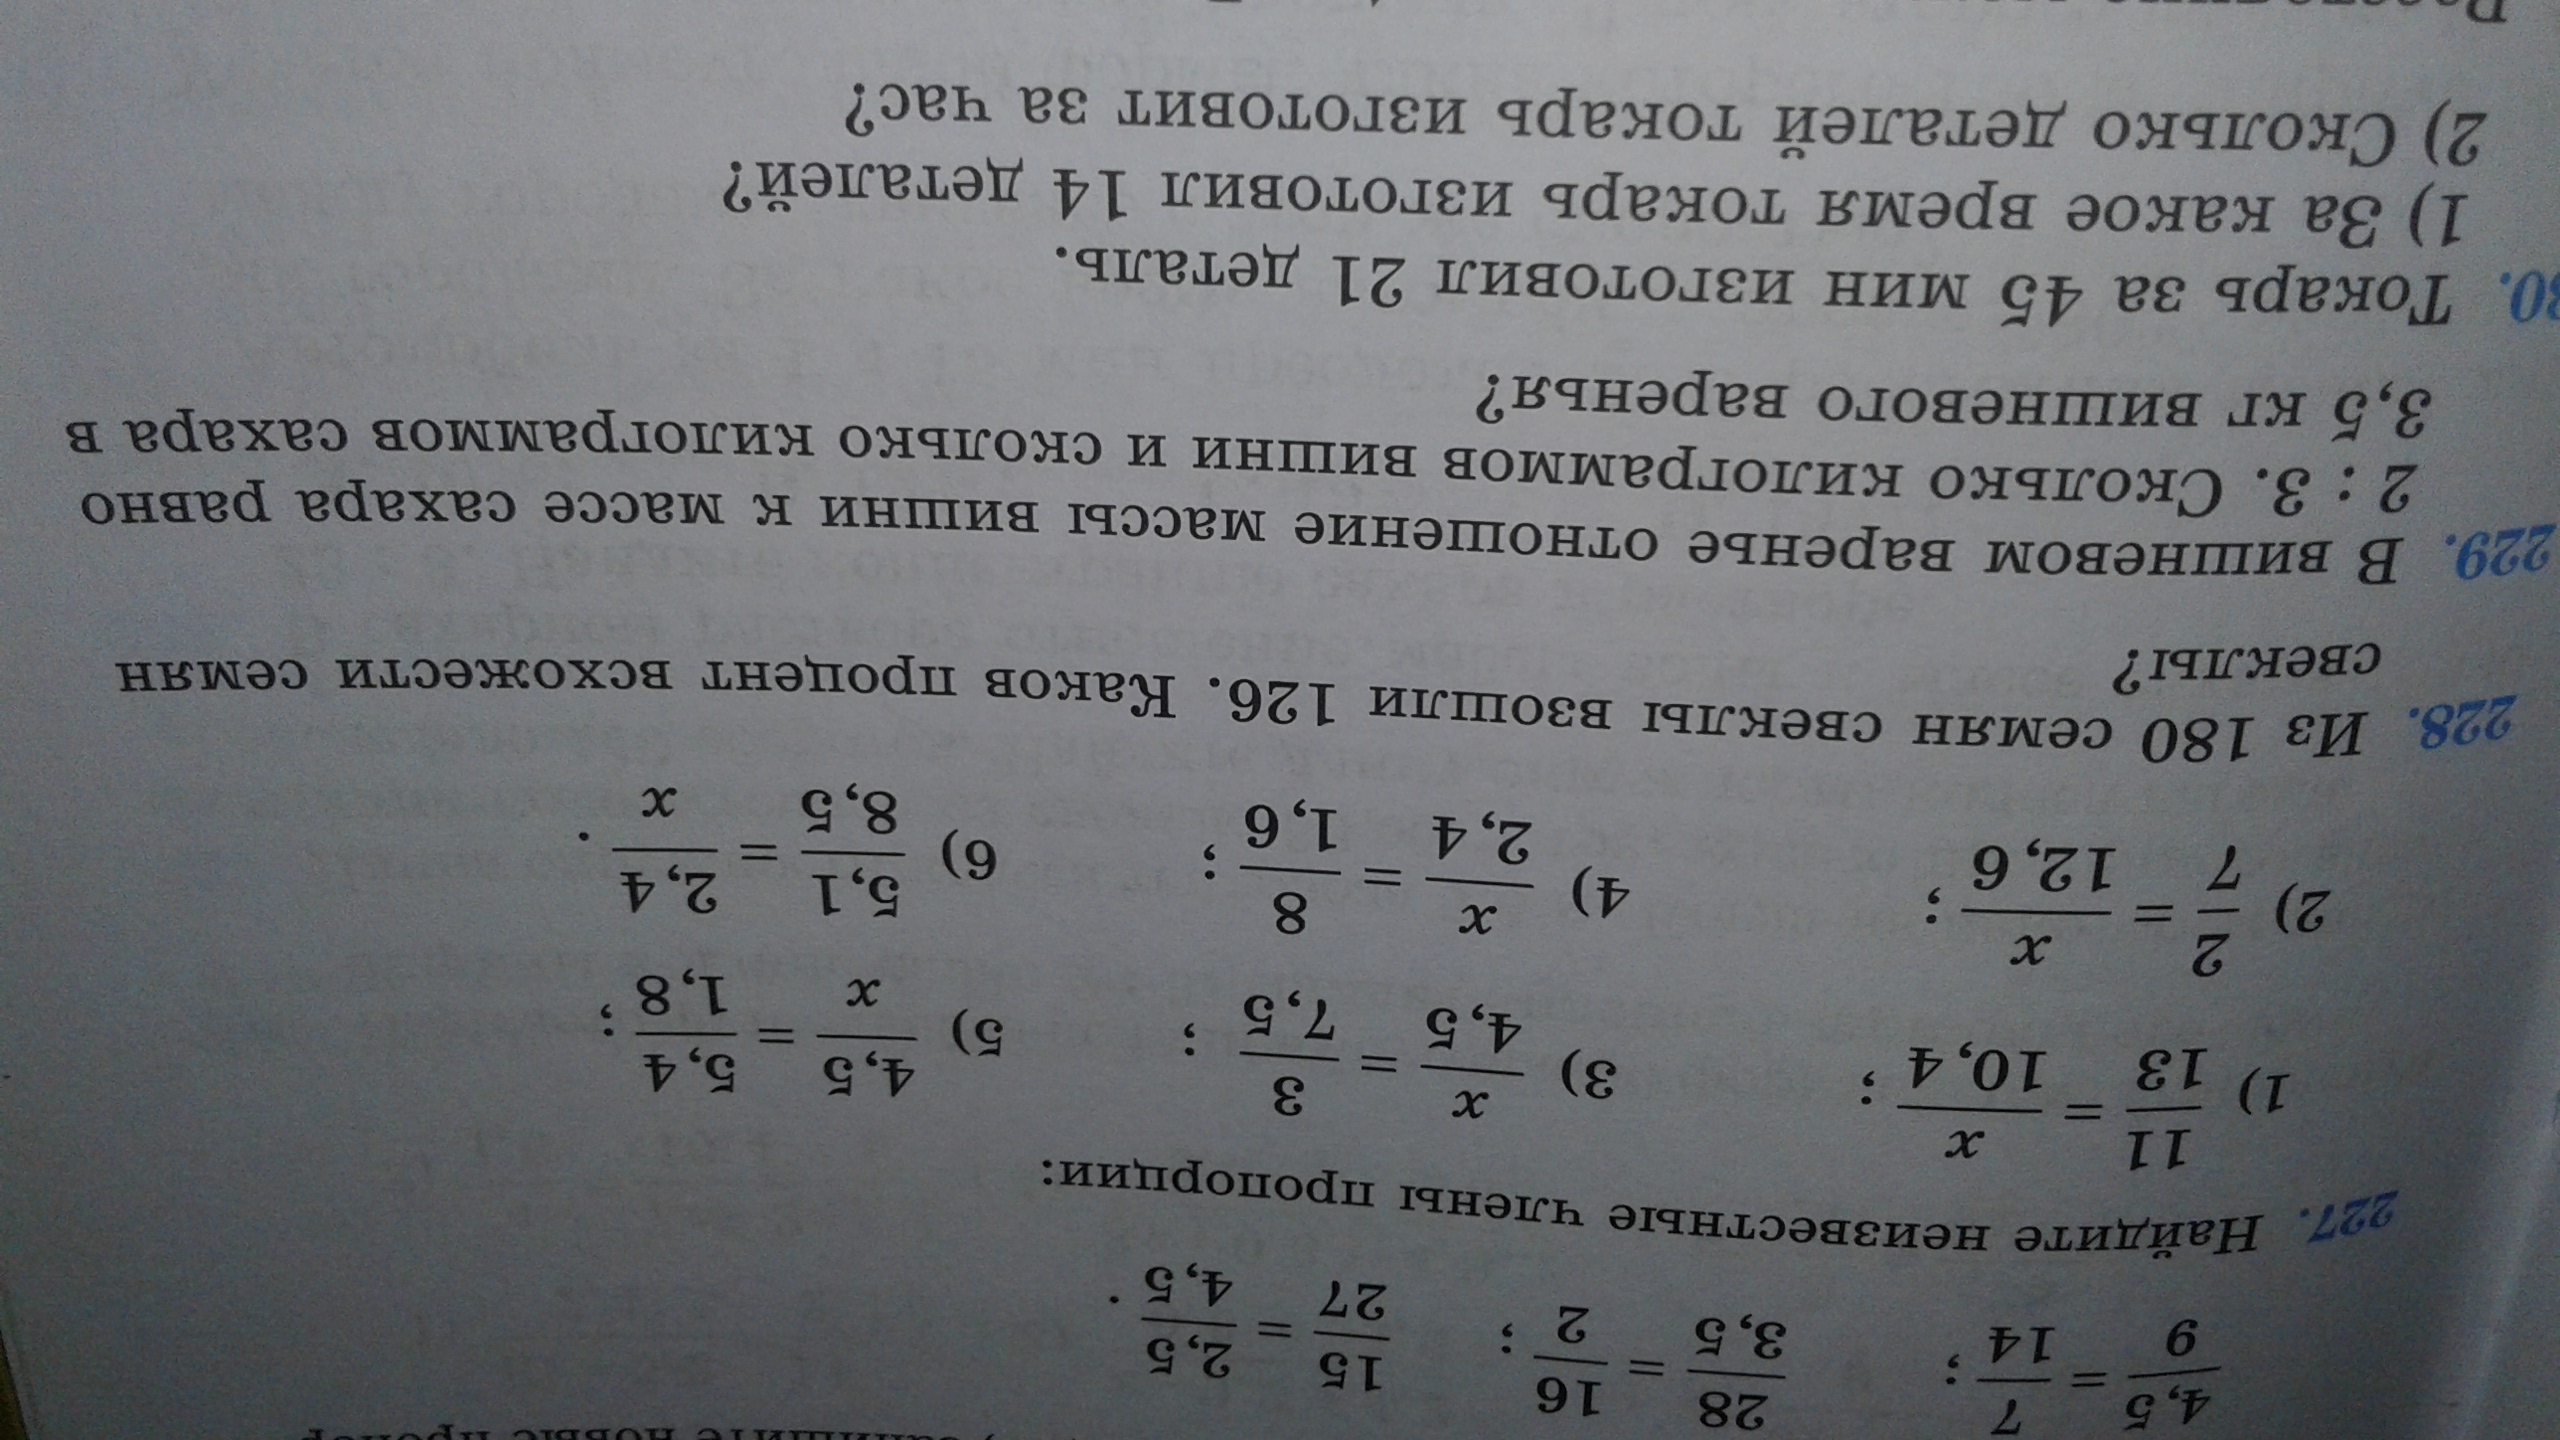 4,5/9 = 7/14; 28/3,5 = 16/2; 15/27 = 2,5/4,5.
227. Найдите неизвестные члены пропорции:
1) 11/13 = x/10,4; 3) x/4,5 = 3/7,5; 5) 4,5/x = 5,4/1,8;
2) 2/7 = x/12,6; 4) x/2,4 = 8/1,6; 6) 5,1/8,5 = 2,4/x.
228. Из 180 семян свеклы взошли 126. Каков процент всхожести семян
свеклы?
229. В вишневом варенье отношение массы вишни к массе сахара равно
2 : 3. Сколько килограммов вишни и сколько килограммов сахара в
3,5 кг вишневого варенья?
30. Токарь за 45 мин изготовил 21 деталь.
1) За какое время токарь изготовил 14 деталей?
2) Сколько деталей токарь изготовит за час?